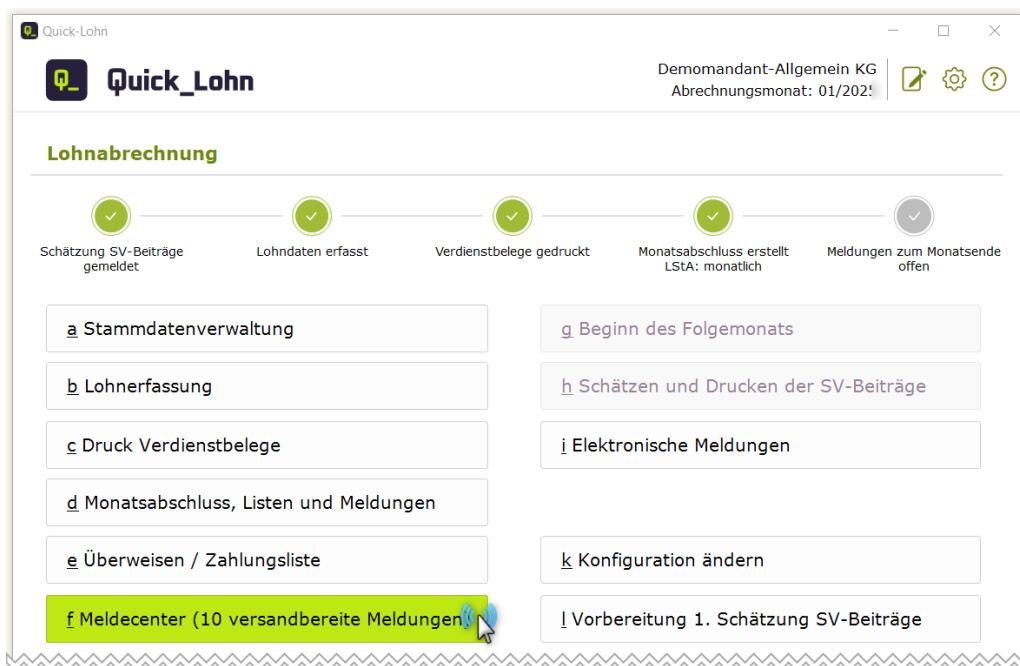 Quick-Lohn
Q_ Quick_Lohn
Demomandant-Allgemein KG
Abrechnungsmonat: 01/2025
Lohnabrechnung
Schätzung SV-Beiträge
gemeldet
Lohndaten erfasst
Verdienstbelege gedruckt
Monatsabschluss erstellt
LStA: monatlich
Meldungen zum Monatsende
offen
a Stammdatenverwaltung
g Beginn des Folgemonats
b Lohnerfassung
h Schätzen und Drucken der SV-Beiträge
c Druck Verdienstbelege
i Elektronische Meldungen
d Monatsabschluss, Listen und Meldungen
e Überweisen / Zahlungsliste
k Konfiguration ändern
f Meldecenter (10 versandbereite Meldungen
l Vorbereitung 1. Schätzung SV-Beiträge